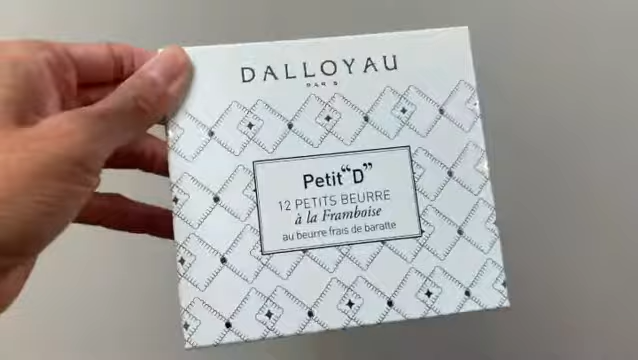 DALLOYAU
PARIS
Petit "D"
12 PETITS BEURRE
à la Framboise
au beurre frais de baratte